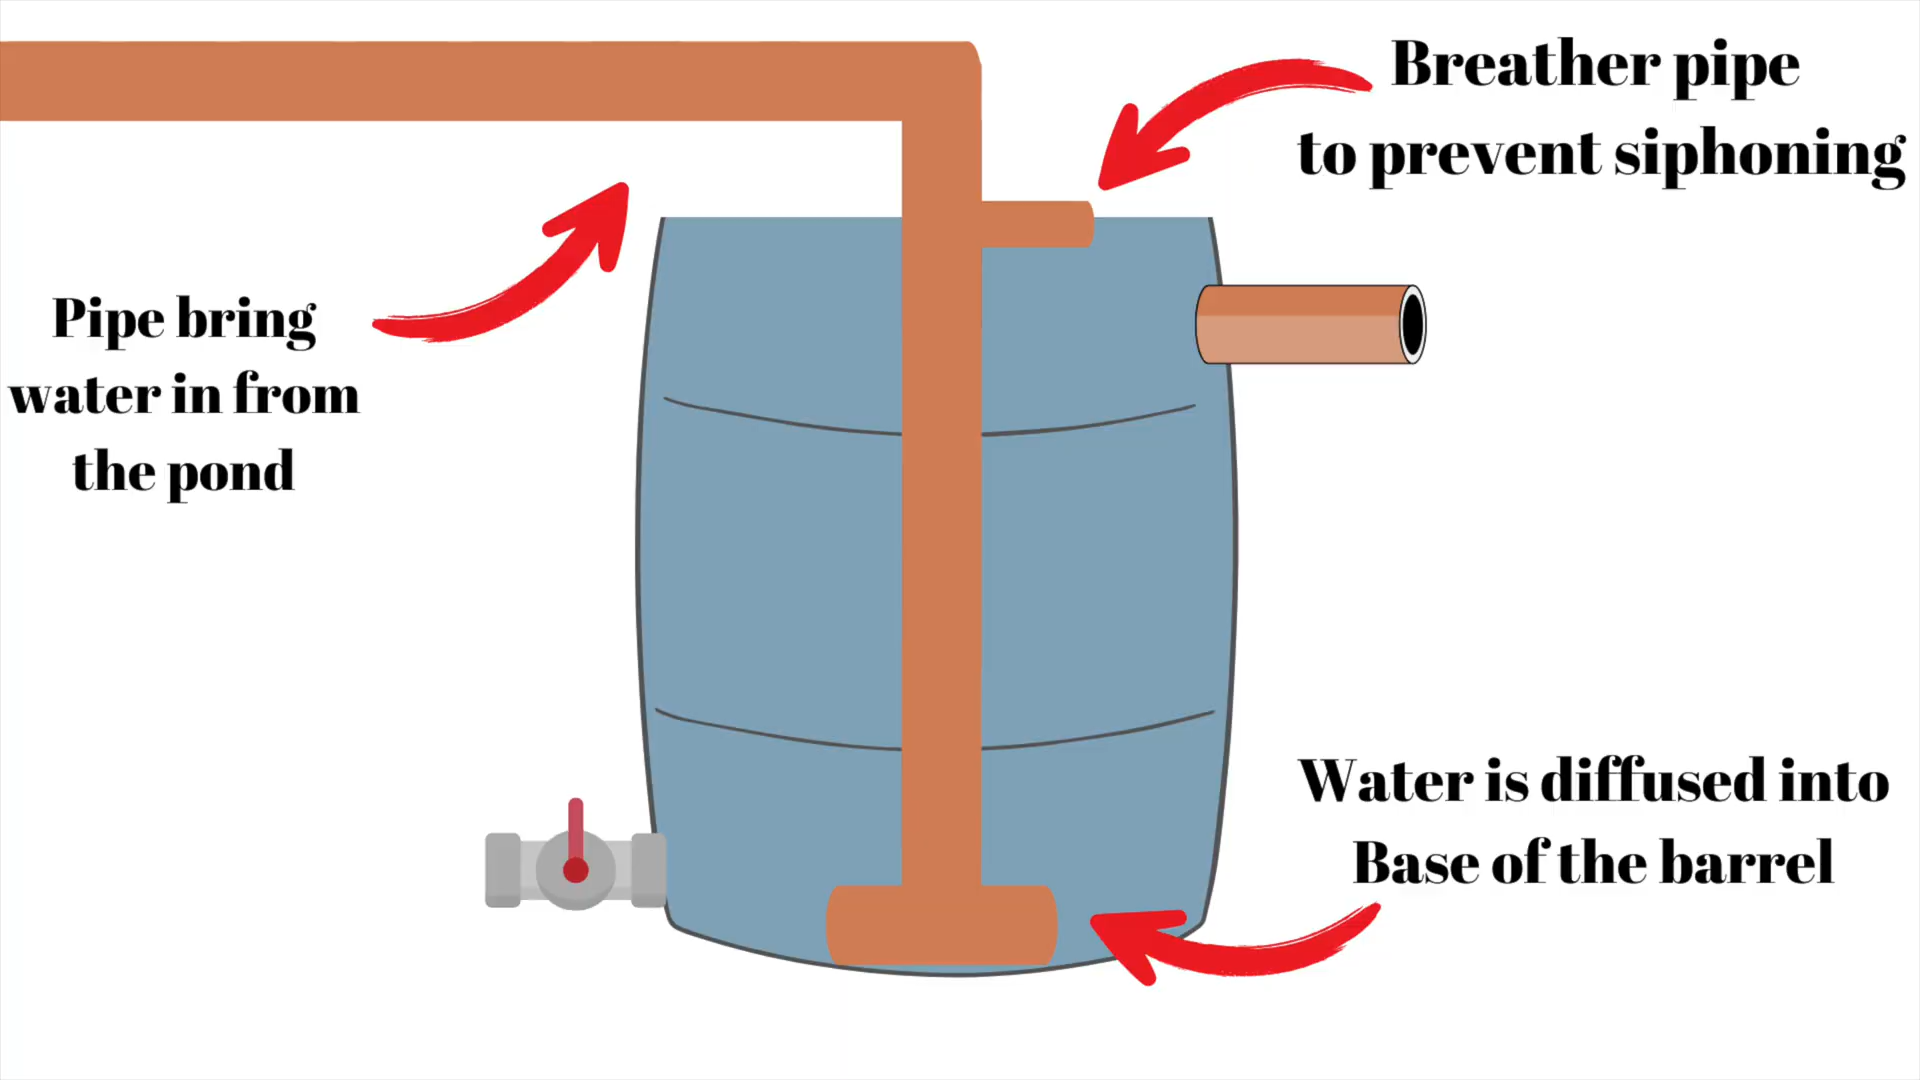 Breather pipe
to prevent siphoning
Pipe bring
water in from
the pond
Water is diffused into
Base of the barrel